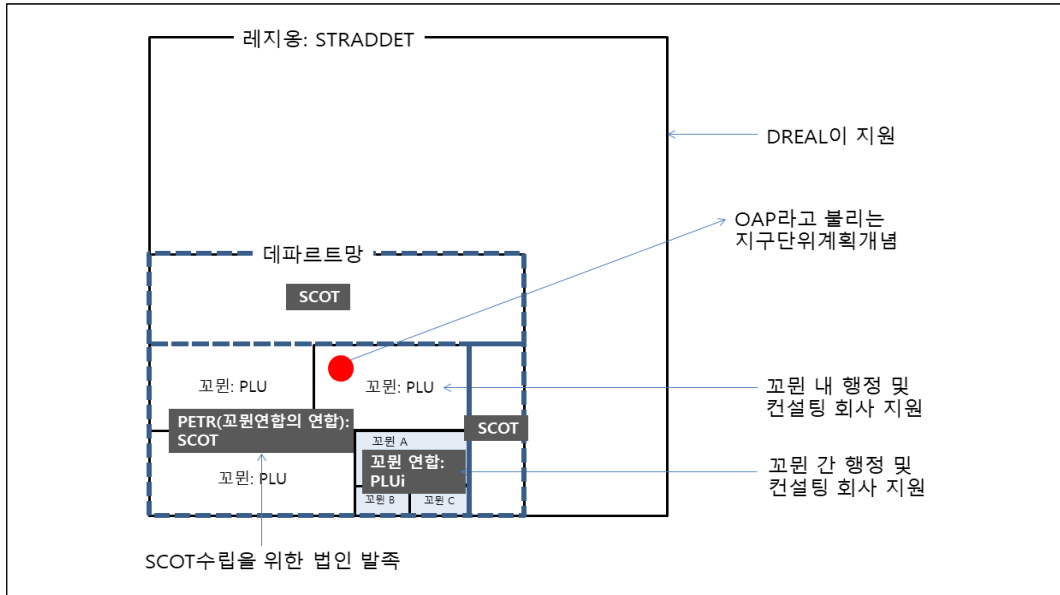 레지옹: STRADDET
DREAL이 지원
OAP라고 불리는
지구단위계획개념
데파르트망
SCOT
꼬뮌: PLU
꼬뮌: PLU
꼬뮌 내 행정 및
컨설팅 회사 지원
PETR(꼬뮌연합의 연합):
SCOT
SCOT
꼬뮌 A
꼬뮌 연합:
PLUi
꼬뮌 간 행정 및
컨설팅 회사 지원
꼬뮌: PLU
꼬뮌 B
꼬뮌 C
SCOT수립을 위한 법인 발족